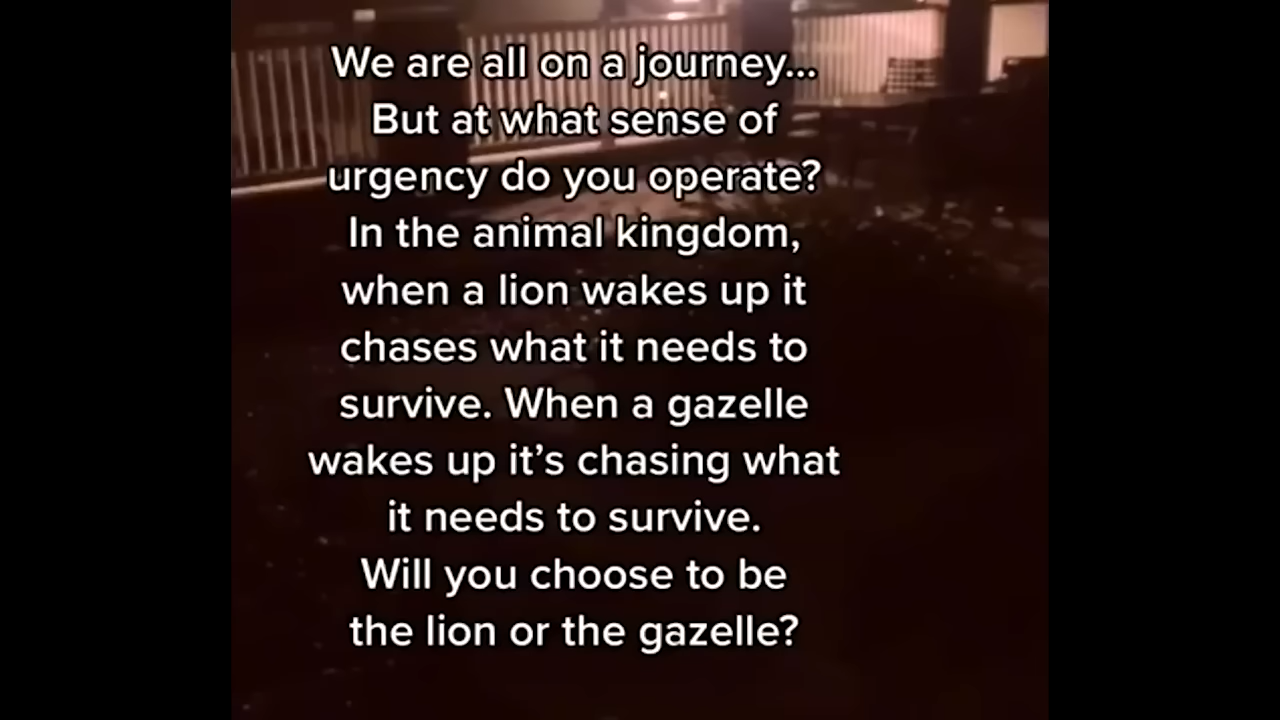 We are all on a journey...
But at what sense of
urgency do you operate?
In the animal kingdom,
when a lion wakes up it
chases what it needs to
survive. When a gazelle
wakes up it’s chasing what
it needs to survive.
Will you choose to be
the lion or the gazelle?